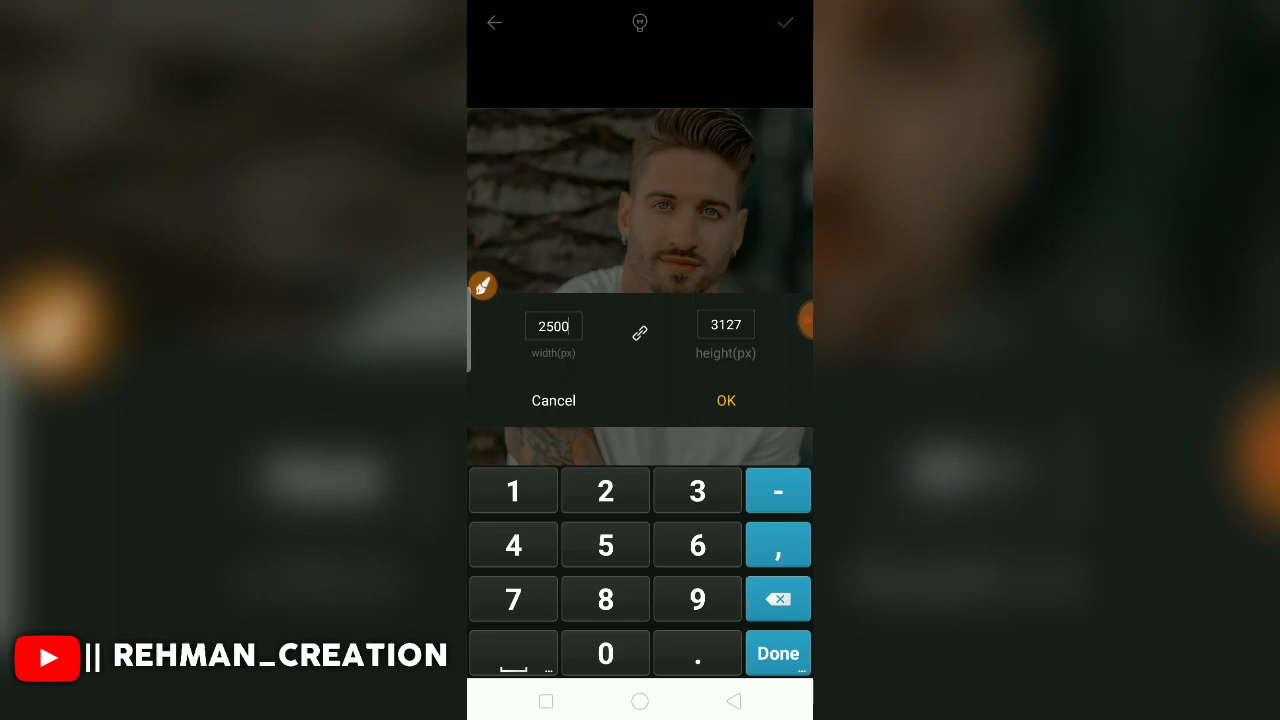 2500
3127
width(px)
height(px)
Cancel
OK
1 2 3 -
4 5 6 ,
7 8 9
... 0 . Done ...
|| REHMAN_CREATION